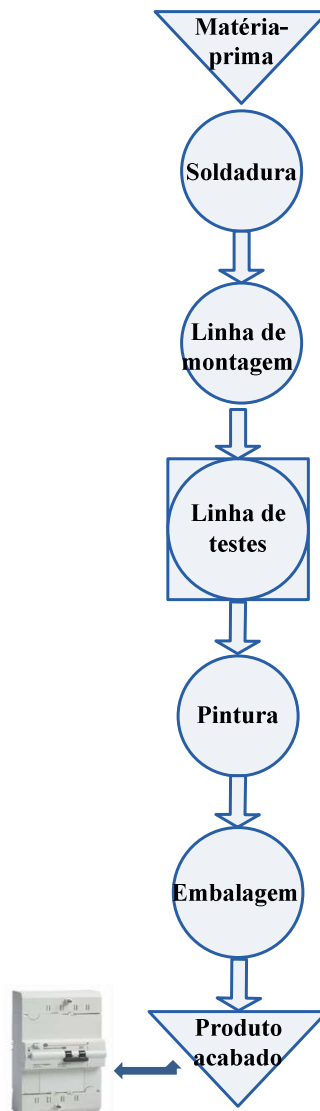 Matéria-
prima
Soldadura
Linha de
montagem
Linha de
testes
Pintura
Embalagem
Produto
acabado